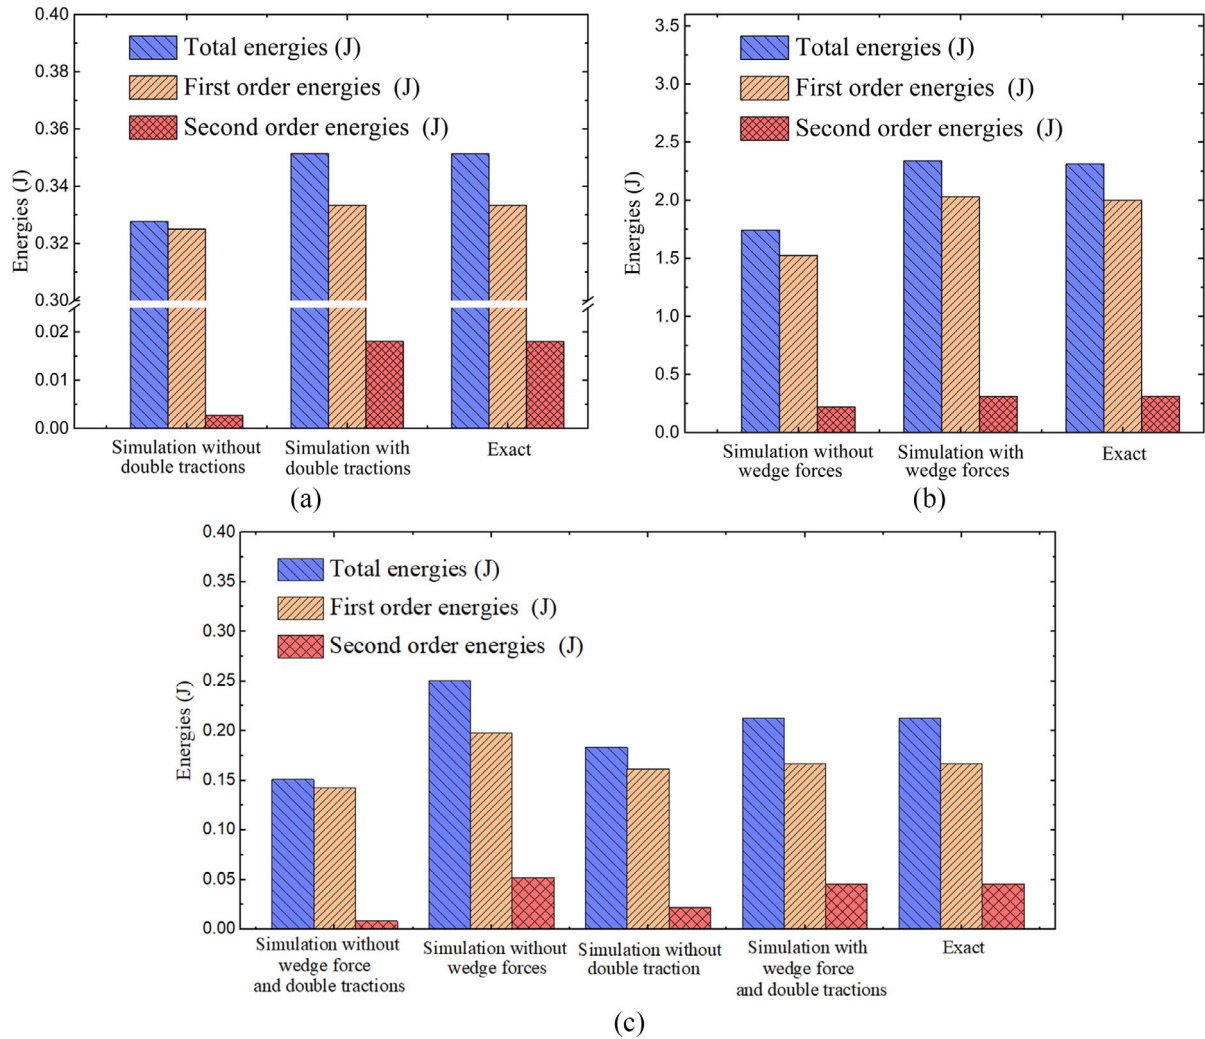 0.40
0.38
0.36
0.34
0.32
0.30
0.02
0.01
0.00
Energies (J)
Total energies (J)
First order energies (J)
Second order energies (J)
Simulation without
double tractions
Simulation with
double tractions
Exact
(a)
3.5
3.0
2.5
2.0
1.5
1.0
0.5
0.0
Energies (J)
Total energies (J)
First order energies (J)
Second order energies (J)
Simulation without
wedge forces
Simulation with
wedge forces
Exact
(b)
0.40
0.35
0.30
0.25
0.20
0.15
0.10
0.05
0.00
Energies (J)
Total energies (J)
First order energies (J)
Second order energies (J)
Simulation without
wedge force
and double tractions
Simulation without
wedge forces
Simulation without
double traction
Simulation with
wedge force
and double tractions
Exact
(c)